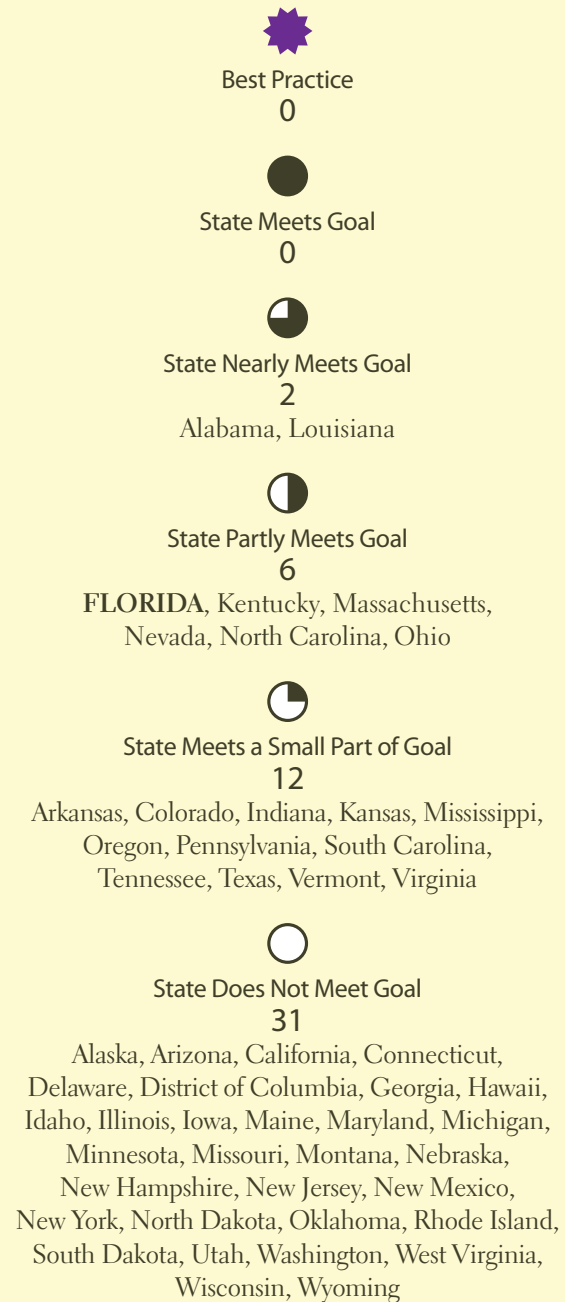 Best Practice
0
State Meets Goal
0
State Nearly Meets Goal
2
Alabama, Louisiana
State Partly Meets Goal
6
FLORIDA, Kentucky, Massachusetts,
Nevada, North Carolina, Ohio
State Meets a Small Part of Goal
12
Arkansas, Colorado, Indiana, Kansas, Mississippi,
Oregon, Pennsylvania, South Carolina,
Tennessee, Texas, Vermont, Virginia
State Does Not Meet Goal
31
Alaska, Arizona, California, Connecticut,
Delaware, District of Columbia, Georgia, Hawaii,
Idaho, Illinois, Iowa, Maine, Maryland, Michigan,
Minnesota, Missouri, Montana, Nebraska,
New Hampshire, New Jersey, New Mexico,
New York, North Dakota, Oklahoma, Rhode Island,
South Dakota, Utah, Washington, West Virginia,
Wisconsin, Wyoming